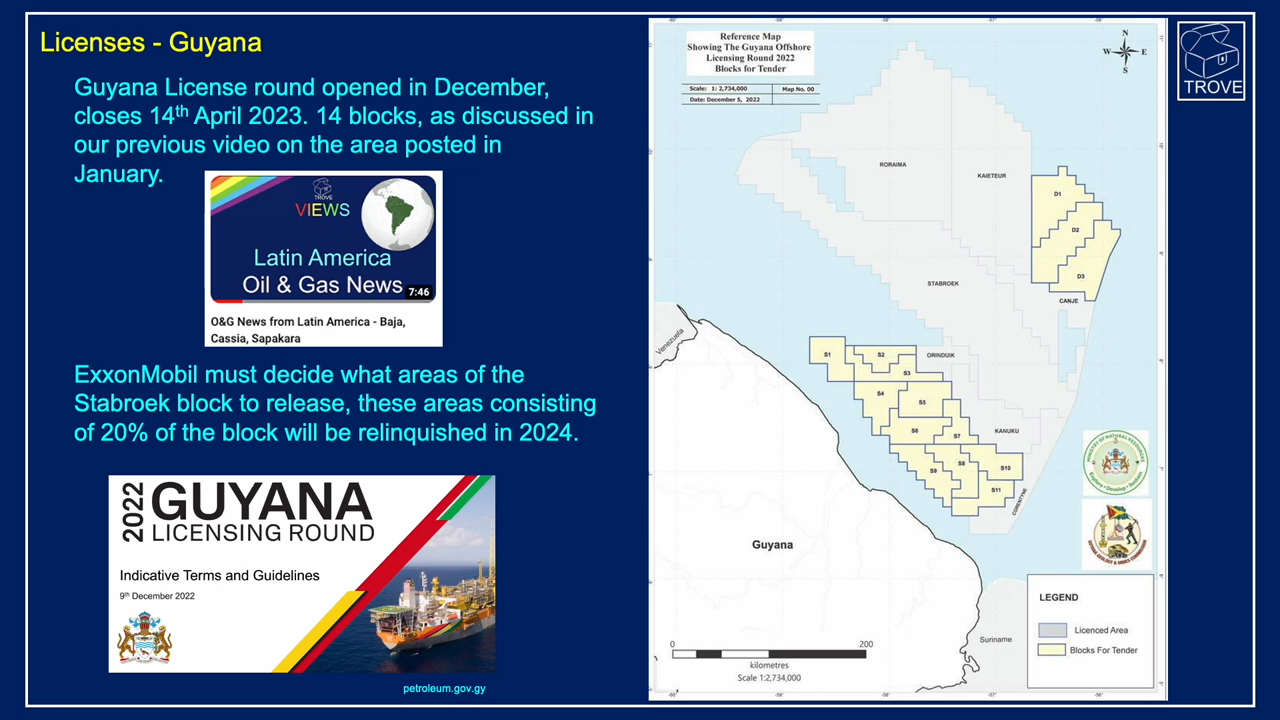 Licenses - Guyana
Guyana License round opened in December,
closes 14th April 2023. 14 blocks, as discussed in
our previous video on the area posted in
January.
TROVE
VIEWS
Latin America
Oil & Gas News
7:46
O&G News from Latin America - Baja,
Cassia, Sapakara
ExxonMobil must decide what areas of the
Stabroek block to release, these areas consisting
of 20% of the block will be relinquished in 2024.
2022
GUYANA
LICENSING ROUND
Indicative Terms and Guidelines
9th December 2022
petroleum.gov.gy
Reference Map
Showing The Guyana Offshore
Licensing Round 2022
Blocks for Tender
Scale: 1: 2,734,000
Map No. 00
Date: December 5, 2022
N
W
E
S
TROVE
RORAIMA
KAIETEUR
D1
D2
D3
STABROEK
CANJE
Venezuela
S1
S2
ORINDUIK
S3
S4
S5
S6
S7
KANUKU
S8
S9
S10
S11
CORENTYNE
Guyana
Suriname
0
200
kilometres
Scale 1:2,734,000
LEGEND
Licenced Area
Blocks For Tender